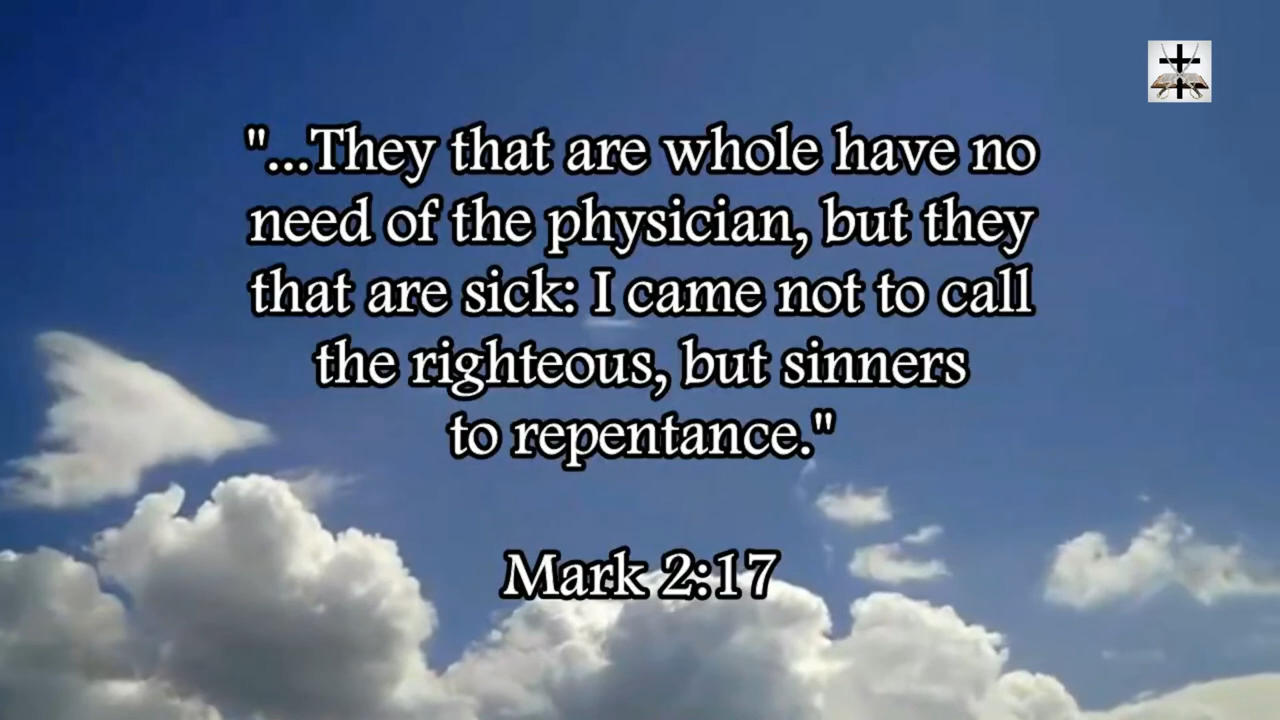 "...They that are whole have no
need of the physician, but they
that are sick: I came not to call
the righteous, but sinners
to repentance."
Mark 2:17